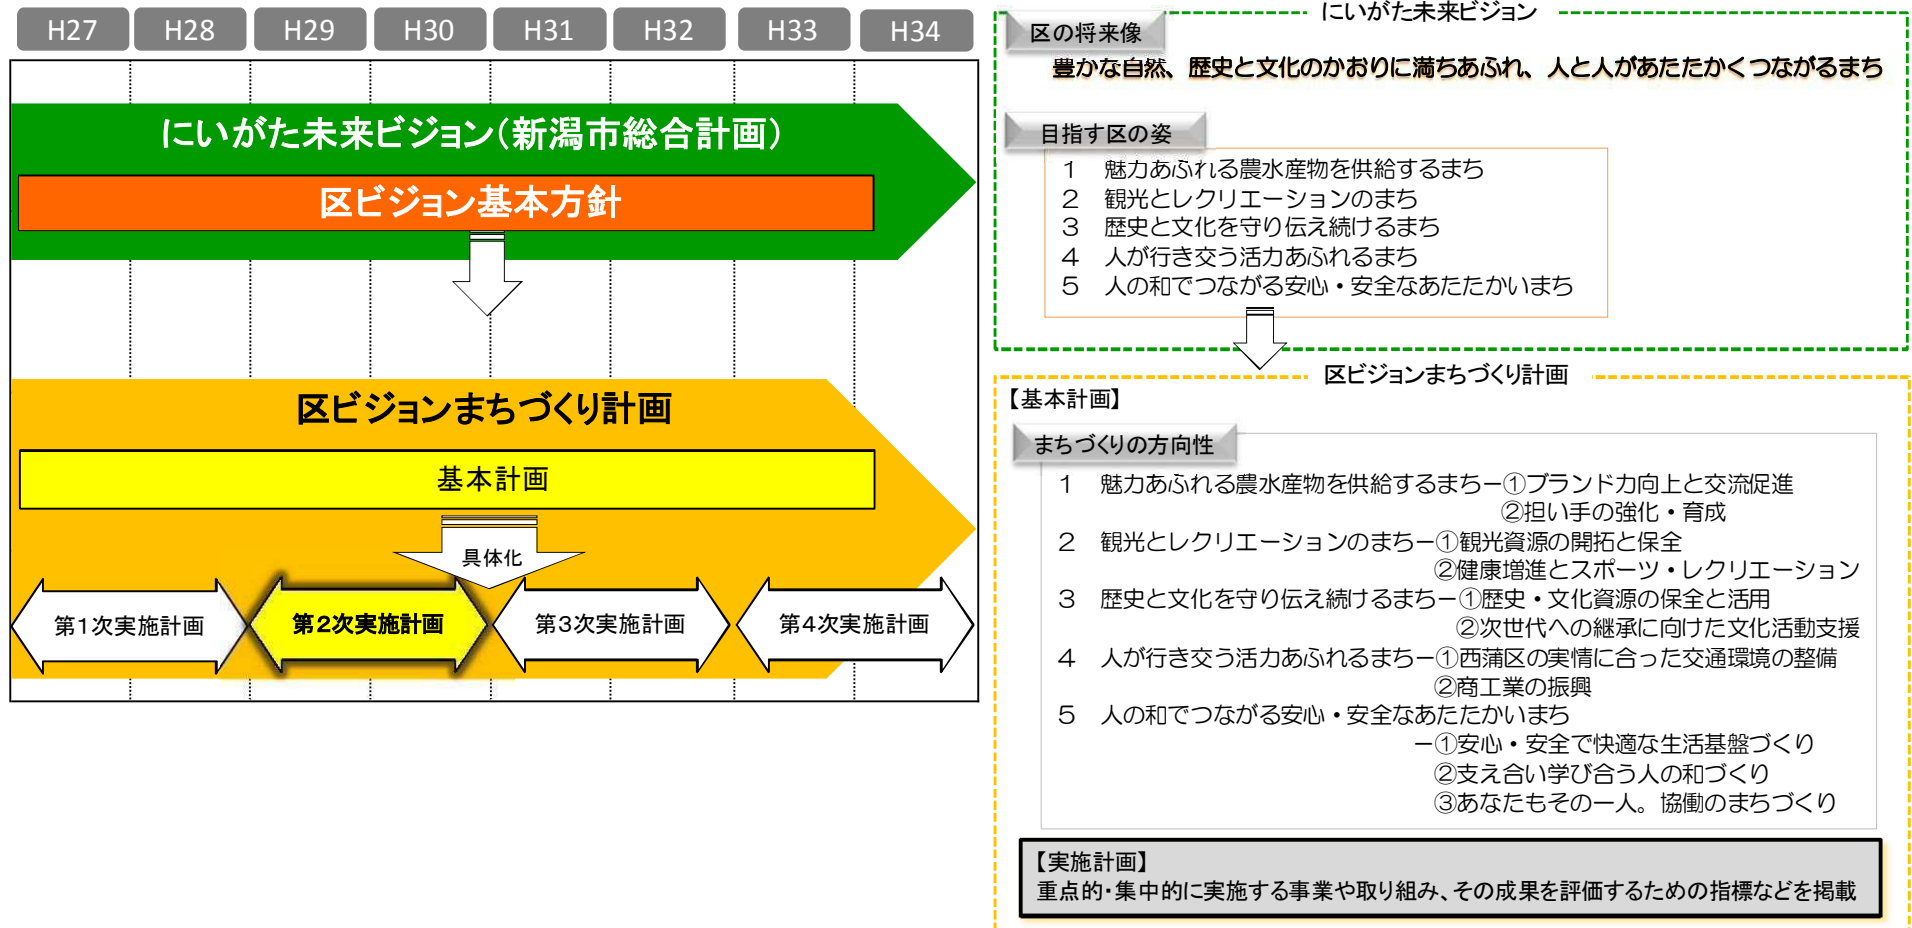 H27 H28 H29 H30 H31 H32 H33 H34
にいがた未来ビジョン（新潟市総合計画）
区ビジョン基本方針
区ビジョンまちづくり計画
基本計画
具体化
第1次実施計画 第2次実施計画 第3次実施計画 第4次実施計画
にいがた未来ビジョン
区の将来像
豊かな自然、歴史と文化のかおりに満ちあふれ、人と人があたたかくつながるまち
目指す区の姿
１　魅力あふれる農水産物を供給するまち
２　観光とレクリエーションのまち
３　歴史と文化を守り伝え続けるまち
４　人が行き交う活力あふれるまち
５　人の和でつながる安心・安全なあたたかいまち
区ビジョンまちづくり計画
【基本計画】
まちづくりの方向性
１　魅力あふれる農水産物を供給するまちー①ブランド力向上と交流促進
②担い手の強化・育成
２　観光とレクリエーションのまちー①観光資源の開拓と保全
②健康増進とスポーツ・レクリエーション
３　歴史と文化を守り伝え続けるまちー①歴史・文化資源の保全と活用
②次世代への継承に向けた文化活動支援
４　人が行き交う活力あふれるまちー①西蒲区の実情に合った交通環境の整備
②商工業の振興
５　人の和でつながる安心・安全なあたたかいまち
ー①安心・安全で快適な生活基盤づくり
②支え合い学び合う人の和づくり
③あなたもその一人。協働のまちづくり
【実施計画】
重点的・集中的に実施する事業や取り組み、その成果を評価するための指標などを掲載